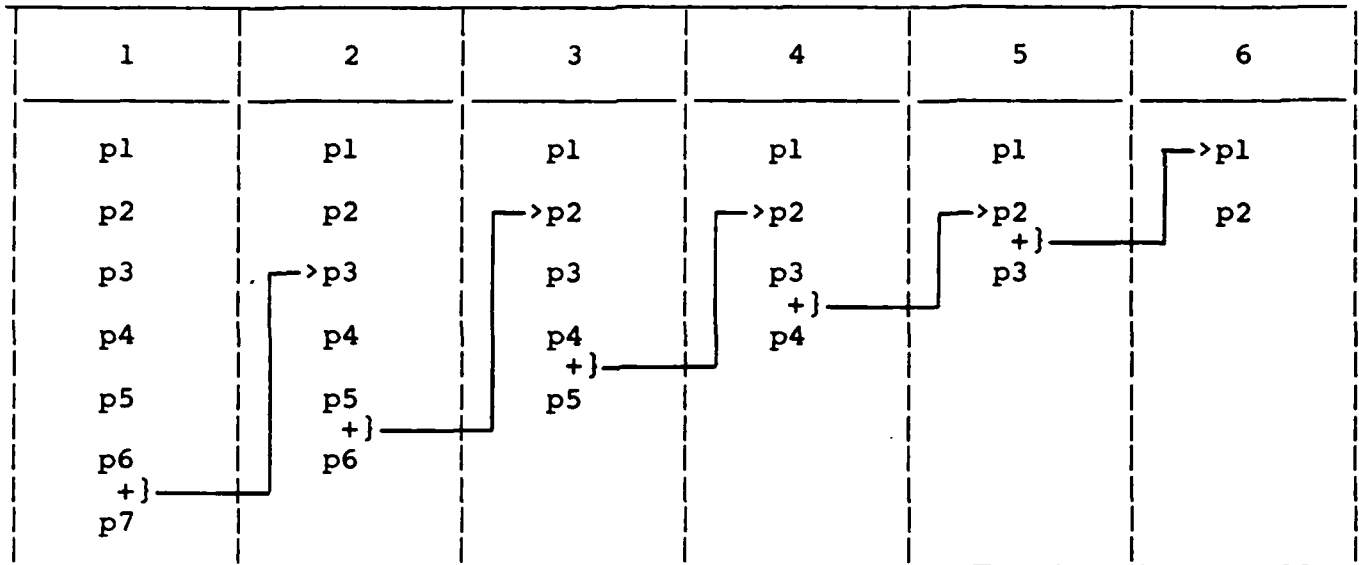 1 2 3 4 5 6
p1 p1 p1 p1 p1 >p1
p2 p2 >p2 >p2 >p2 p2
+}
p3 >p3 p3 p3 p3
+}
p4 p4 p4 p4
+}
p5 p5 p5
+}
p6 p6
+}
p7